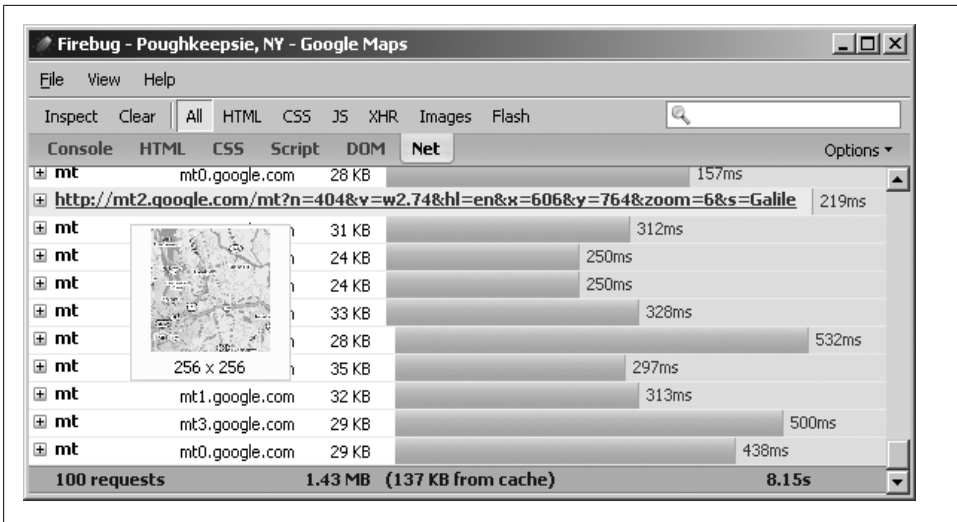 Firebug - Poughkeepsie, NY - Google Maps
File View Help
Inspect Clear All HTML CSS JS XHR Images Flash
Console HTML CSS Script DOM Net Options
mt mt0.google.com 28 KB 157ms
http://mt2.google.com/mt?n=404&v=w2.74&hl=en&x=606&y=764&zoom=6&s=Galile 219ms
mt 31 KB 312ms
mt 24 KB 250ms
mt 24 KB 250ms
mt 33 KB 328ms
mt 28 KB 532ms
mt 256 x 256 35 KB 297ms
mt mt1.google.com 32 KB 313ms
mt mt3.google.com 29 KB 500ms
mt mt0.google.com 29 KB 438ms
100 requests 1.43 MB (137 KB from cache) 8.15s